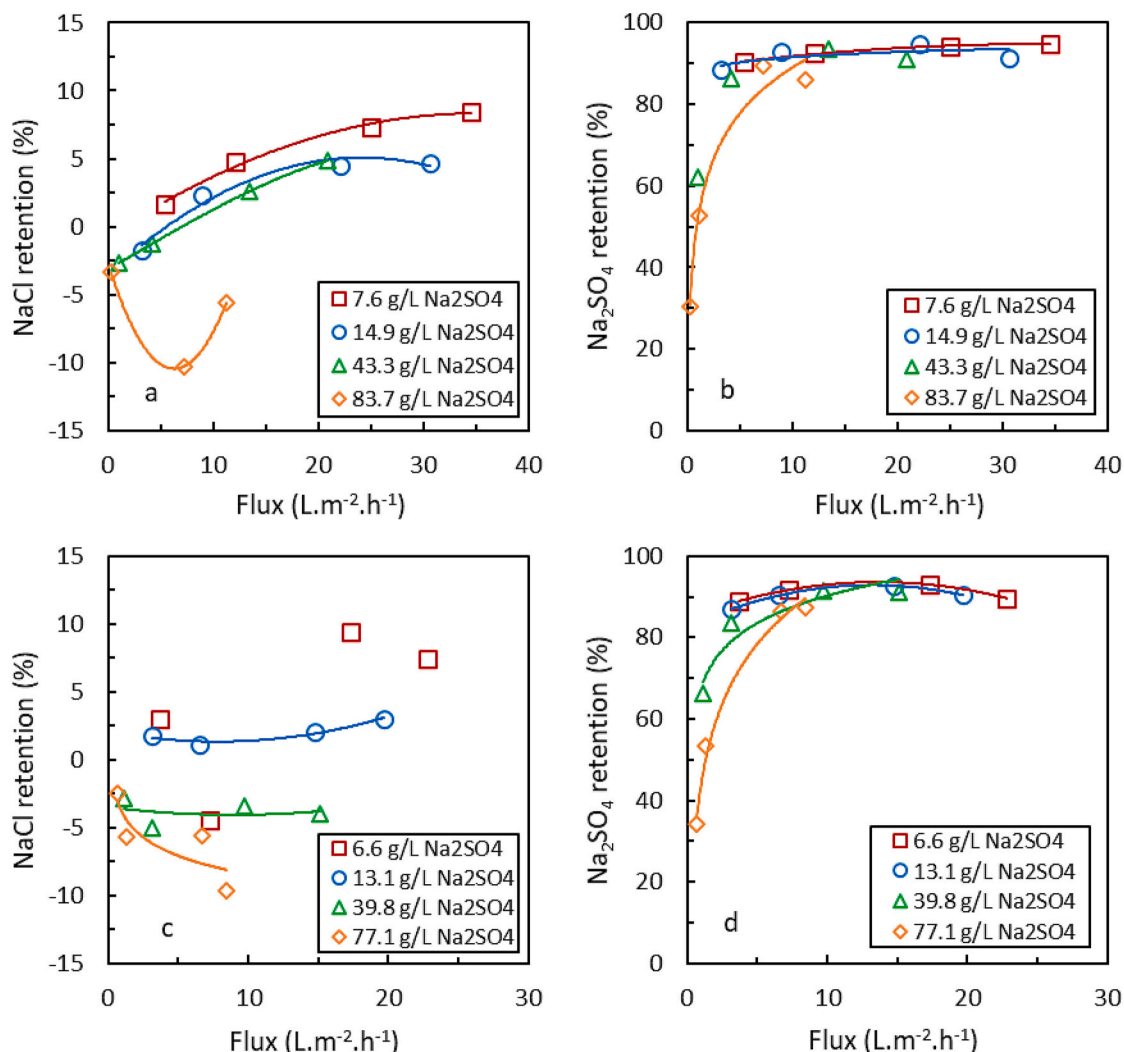 15
10
5
0
-5
-10
-15
NaCl retention (%)
a
7.6 g/L Na2SO4
14.9 g/L Na2SO4
43.3 g/L Na2SO4
83.7 g/L Na2SO4
0 10 20 30 40
Flux (L.m⁻².h⁻¹)
100
80
60
40
20
0
Na₂SO₄ retention (%)
b
7.6 g/L Na2SO4
14.9 g/L Na2SO4
43.3 g/L Na2SO4
83.7 g/L Na2SO4
0 10 20 30 40
Flux (L.m⁻².h⁻¹)
15
10
5
0
-5
-10
-15
NaCl retention (%)
c
6.6 g/L Na2SO4
13.1 g/L Na2SO4
39.8 g/L Na2SO4
77.1 g/L Na2SO4
0 10 20 30
Flux (L.m⁻².h⁻¹)
100
80
60
40
20
0
Na₂SO₄ retention (%)
d
6.6 g/L Na2SO4
13.1 g/L Na2SO4
39.8 g/L Na2SO4
77.1 g/L Na2SO4
0 10 20 30
Flux (L.m⁻².h⁻¹)